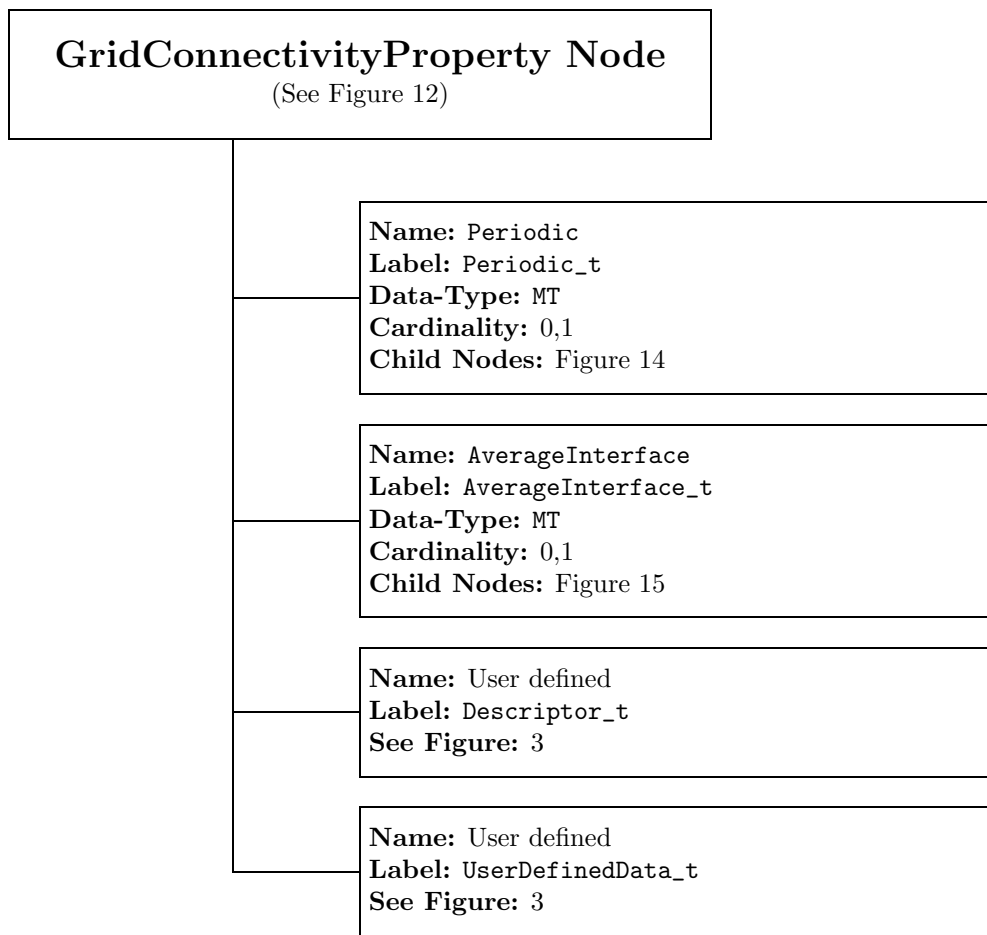 GridConnectivityProperty Node
(See Figure 12)
Name: Periodic
Label: Periodic_t
Data-Type: MT
Cardinality: 0,1
Child Nodes: Figure 14
Name: AverageInterface
Label: AverageInterface_t
Data-Type: MT
Cardinality: 0,1
Child Nodes: Figure 15
Name: User defined
Label: Descriptor_t
See Figure: 3
Name: User defined
Label: UserDefinedData_t
See Figure: 3